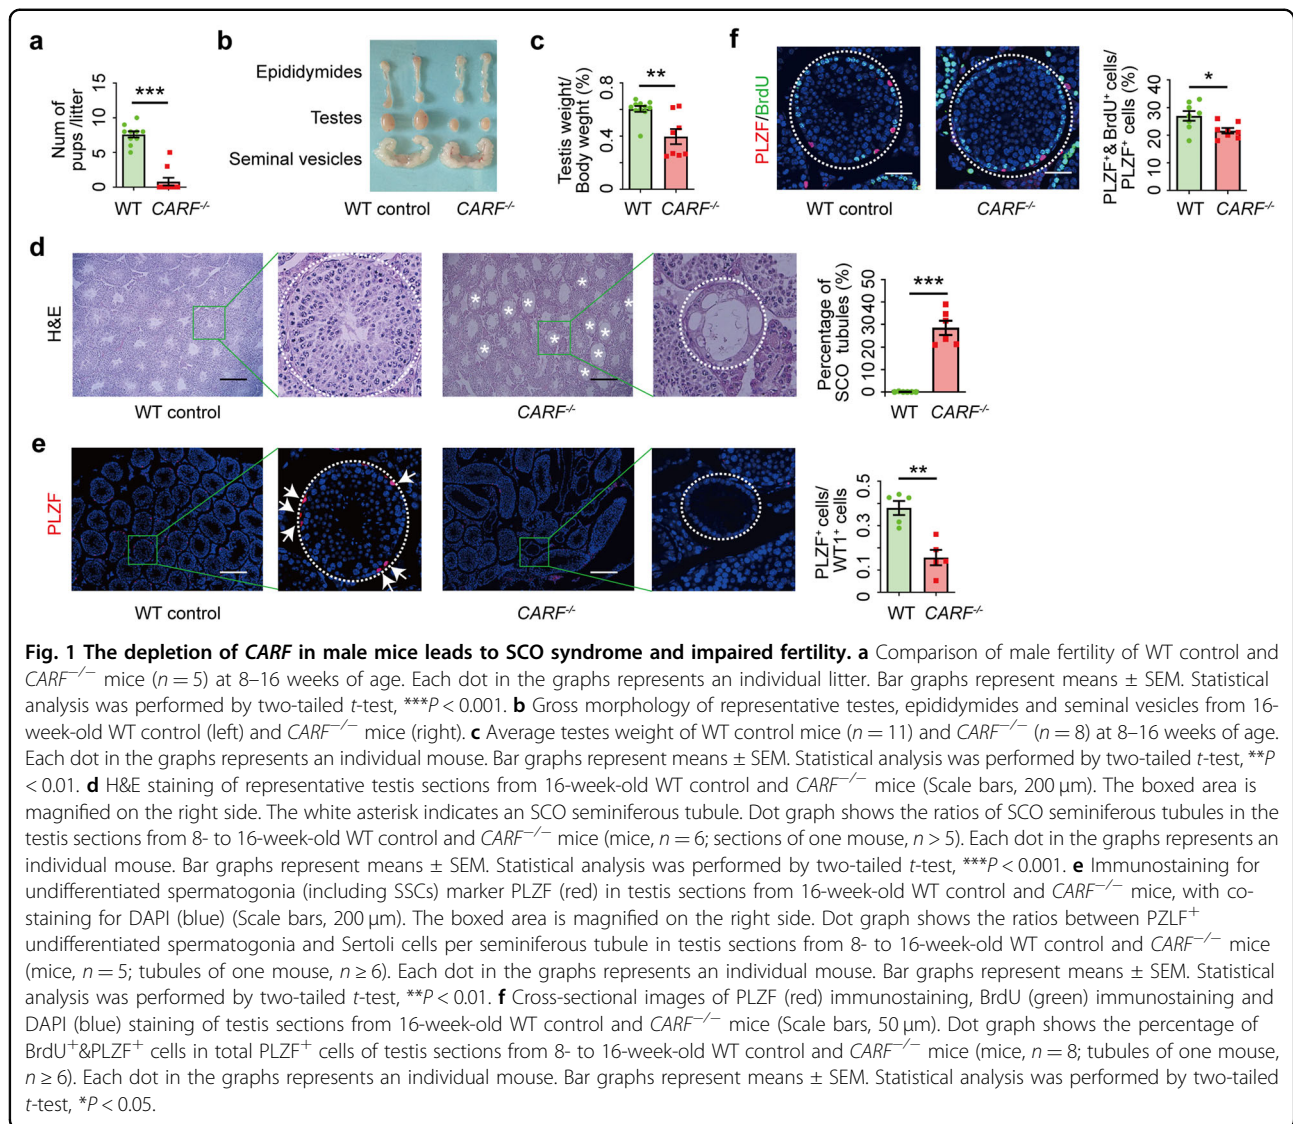 a
Num of
pups /litter
15
10
5
0
***
WT CARF-/-
b
Epididymides
Testes
Seminal vesicles
WT control CARF-/-
c
Testis weight/
Body weght (%)
0.8
0.4
0
**
WT CARF-/-
f
PLZF/BrdU
WT control
CARF-/-
PLZF+& BrdU+ cells/
PLZF+ cells (%)
40
30
20
10
0
*
WT CARF-/-
d
H&E
WT control
* * * * * * * * *
CARF-/-
Percentage of
SCO tubules (%)
50
40
30
20
10
0
***
WT CARF-/-
e
PLZF
WT control
CARF-/-
PLZF+ cells/
WT1+ cells
0.5
0.3
0.1
0
**
WT CARF-/-
Fig. 1 The depletion of CARF in male mice leads to SCO syndrome and impaired fertility. a Comparison of male fertility of WT control and
CARF−/− mice (n = 5) at 8–16 weeks of age. Each dot in the graphs represents an individual litter. Bar graphs represent means ± SEM. Statistical
analysis was performed by two-tailed t-test, ***P < 0.001. b Gross morphology of representative testes, epididymides and seminal vesicles from 16-
week-old WT control (left) and CARF−/− mice (right). c Average testes weight of WT control mice (n = 11) and CARF−/− (n = 8) at 8–16 weeks of age.
Each dot in the graphs represents an individual mouse. Bar graphs represent means ± SEM. Statistical analysis was performed by two-tailed t-test, **P
< 0.01. d H&E staining of representative testis sections from 16-week-old WT control and CARF−/− mice (Scale bars, 200 μm). The boxed area is
magnified on the right side. The white asterisk indicates an SCO seminiferous tubule. Dot graph shows the ratios of SCO seminiferous tubules in the
testis sections from 8- to 16-week-old WT control and CARF−/− mice (mice, n = 6; sections of one mouse, n > 5). Each dot in the graphs represents an
individual mouse. Bar graphs represent means ± SEM. Statistical analysis was performed by two-tailed t-test, ***P < 0.001. e Immunostaining for
undifferentiated spermatogonia (including SSCs) marker PLZF (red) in testis sections from 16-week-old WT control and CARF−/− mice, with co-
staining for DAPI (blue) (Scale bars, 200 μm). The boxed area is magnified on the right side. Dot graph shows the ratios between PZLF+
undifferentiated spermatogonia and Sertoli cells per seminiferous tubule in testis sections from 8- to 16-week-old WT control and CARF−/− mice
(mice, n = 5; tubules of one mouse, n ≥ 6). Each dot in the graphs represents an individual mouse. Bar graphs represent means ± SEM. Statistical
analysis was performed by two-tailed t-test, **P < 0.01. f Cross-sectional images of PLZF (red) immunostaining, BrdU (green) immunostaining and
DAPI (blue) staining of testis sections from 16-week-old WT control and CARF−/− mice (Scale bars, 50 μm). Dot graph shows the percentage of
BrdU+&PLZF+ cells in total PLZF+ cells of testis sections from 8- to 16-week-old WT control and CARF−/− mice (mice, n = 8; tubules of one mouse,
n ≥ 6). Each dot in the graphs represents an individual mouse. Bar graphs represent means ± SEM. Statistical analysis was performed by two-tailed
t-test, *P < 0.05.